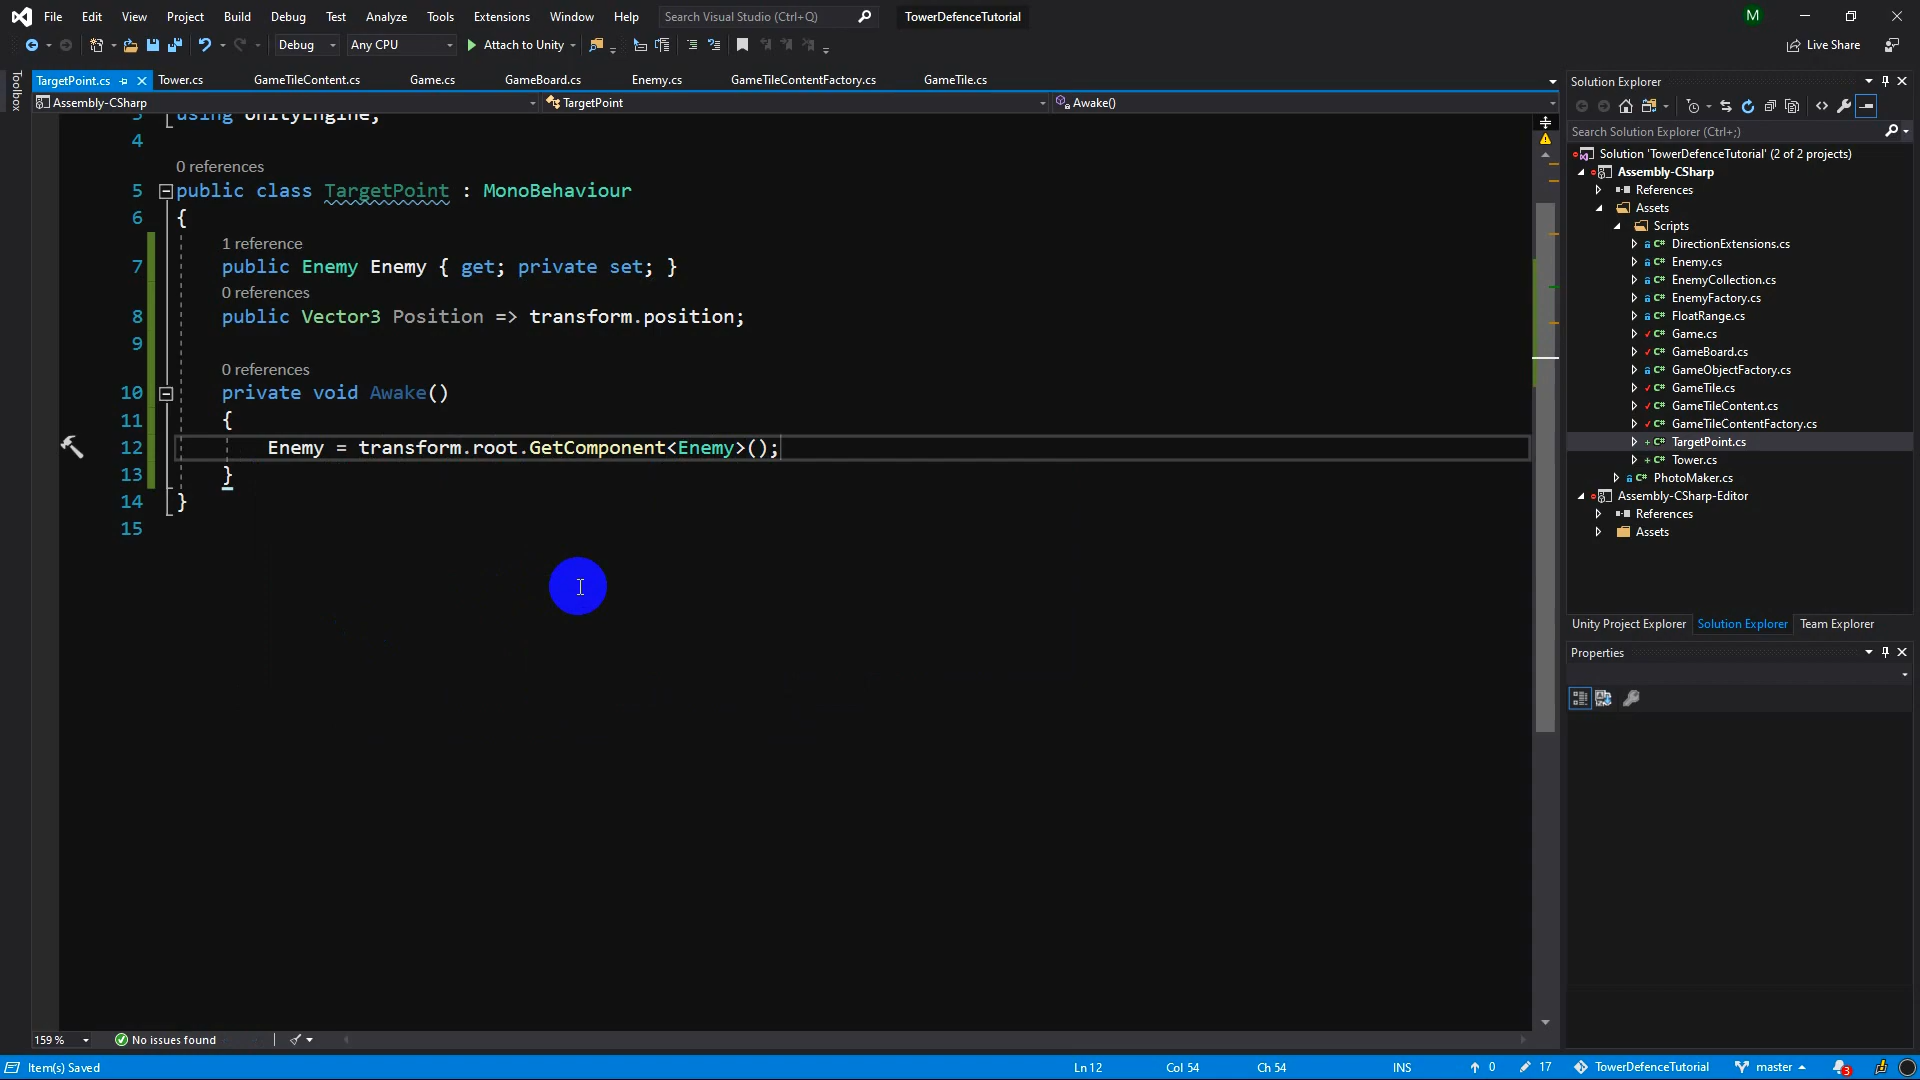 File Edit View Project Build Debug Test Analyze Tools Extensions Window Help Search Visual Studio (Ctrl+Q) TowerDefenceTutorial M
Debug Any CPU Attach to Unity Live Share
Toolbox
TargetPoint.cs Tower.cs GameTileContent.cs Game.cs GameBoard.cs Enemy.cs GameTileContentFactory.cs GameTile.cs
Assembly-CSharp TargetPoint Awake()
3 using UnityEngine;
4
0 references
5 public class TargetPoint : MonoBehaviour
6 {
1 reference
7 public Enemy Enemy { get; private set; }
0 references
8 public Vector3 Position => transform.position;
9
0 references
10 private void Awake()
11 {
12 Enemy = transform.root.GetComponent<Enemy>();
13 }
14 }
15
159 % No issues found
Solution Explorer
Search Solution Explorer (Ctrl+;)
Solution 'TowerDefenceTutorial' (2 of 2 projects)
Assembly-CSharp
References
Assets
Scripts
C# DirectionExtensions.cs
C# Enemy.cs
C# EnemyCollection.cs
C# EnemyFactory.cs
C# FloatRange.cs
C# Game.cs
C# GameBoard.cs
C# GameObjectFactory.cs
C# GameTile.cs
C# GameTileContent.cs
C# GameTileContentFactory.cs
C# TargetPoint.cs
C# Tower.cs
C# PhotoMaker.cs
Assembly-CSharp-Editor
References
Assets
Unity Project Explorer Solution Explorer Team Explorer
Properties
Item(s) Saved Ln 12 Col 54 Ch 54 INS 0 17 TowerDefenceTutorial master 3